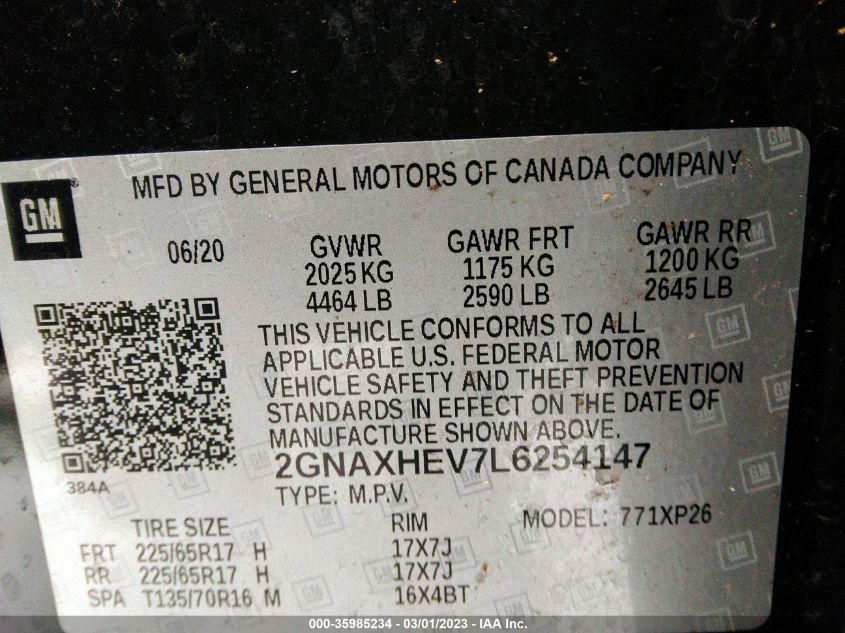 MFD BY GENERAL MOTORS OF CANADA COMPANY
GM
06/20 GVWR GAWR FRT GAWR RR
2025 KG 1175 KG 1200 KG
4464 LB 2590 LB 2645 LB
THIS VEHICLE CONFORMS TO ALL
APPLICABLE U.S. FEDERAL MOTOR
VEHICLE SAFETY AND THEFT PREVENTION
STANDARDS IN EFFECT ON THE DATE OF
MANUFACTURE SHOWN ABOVE.
384A
2GNAXHEV7L6254147
TYPE: M.P.V.
TIRE SIZE RIM MODEL: 771XP26
FRT 225/65R17 H 17X7J
RR 225/65R17 H 17X7J
SPA T135/70R16 M 16X4BT
000-35985234 - 03/01/2023 - IAA Inc.